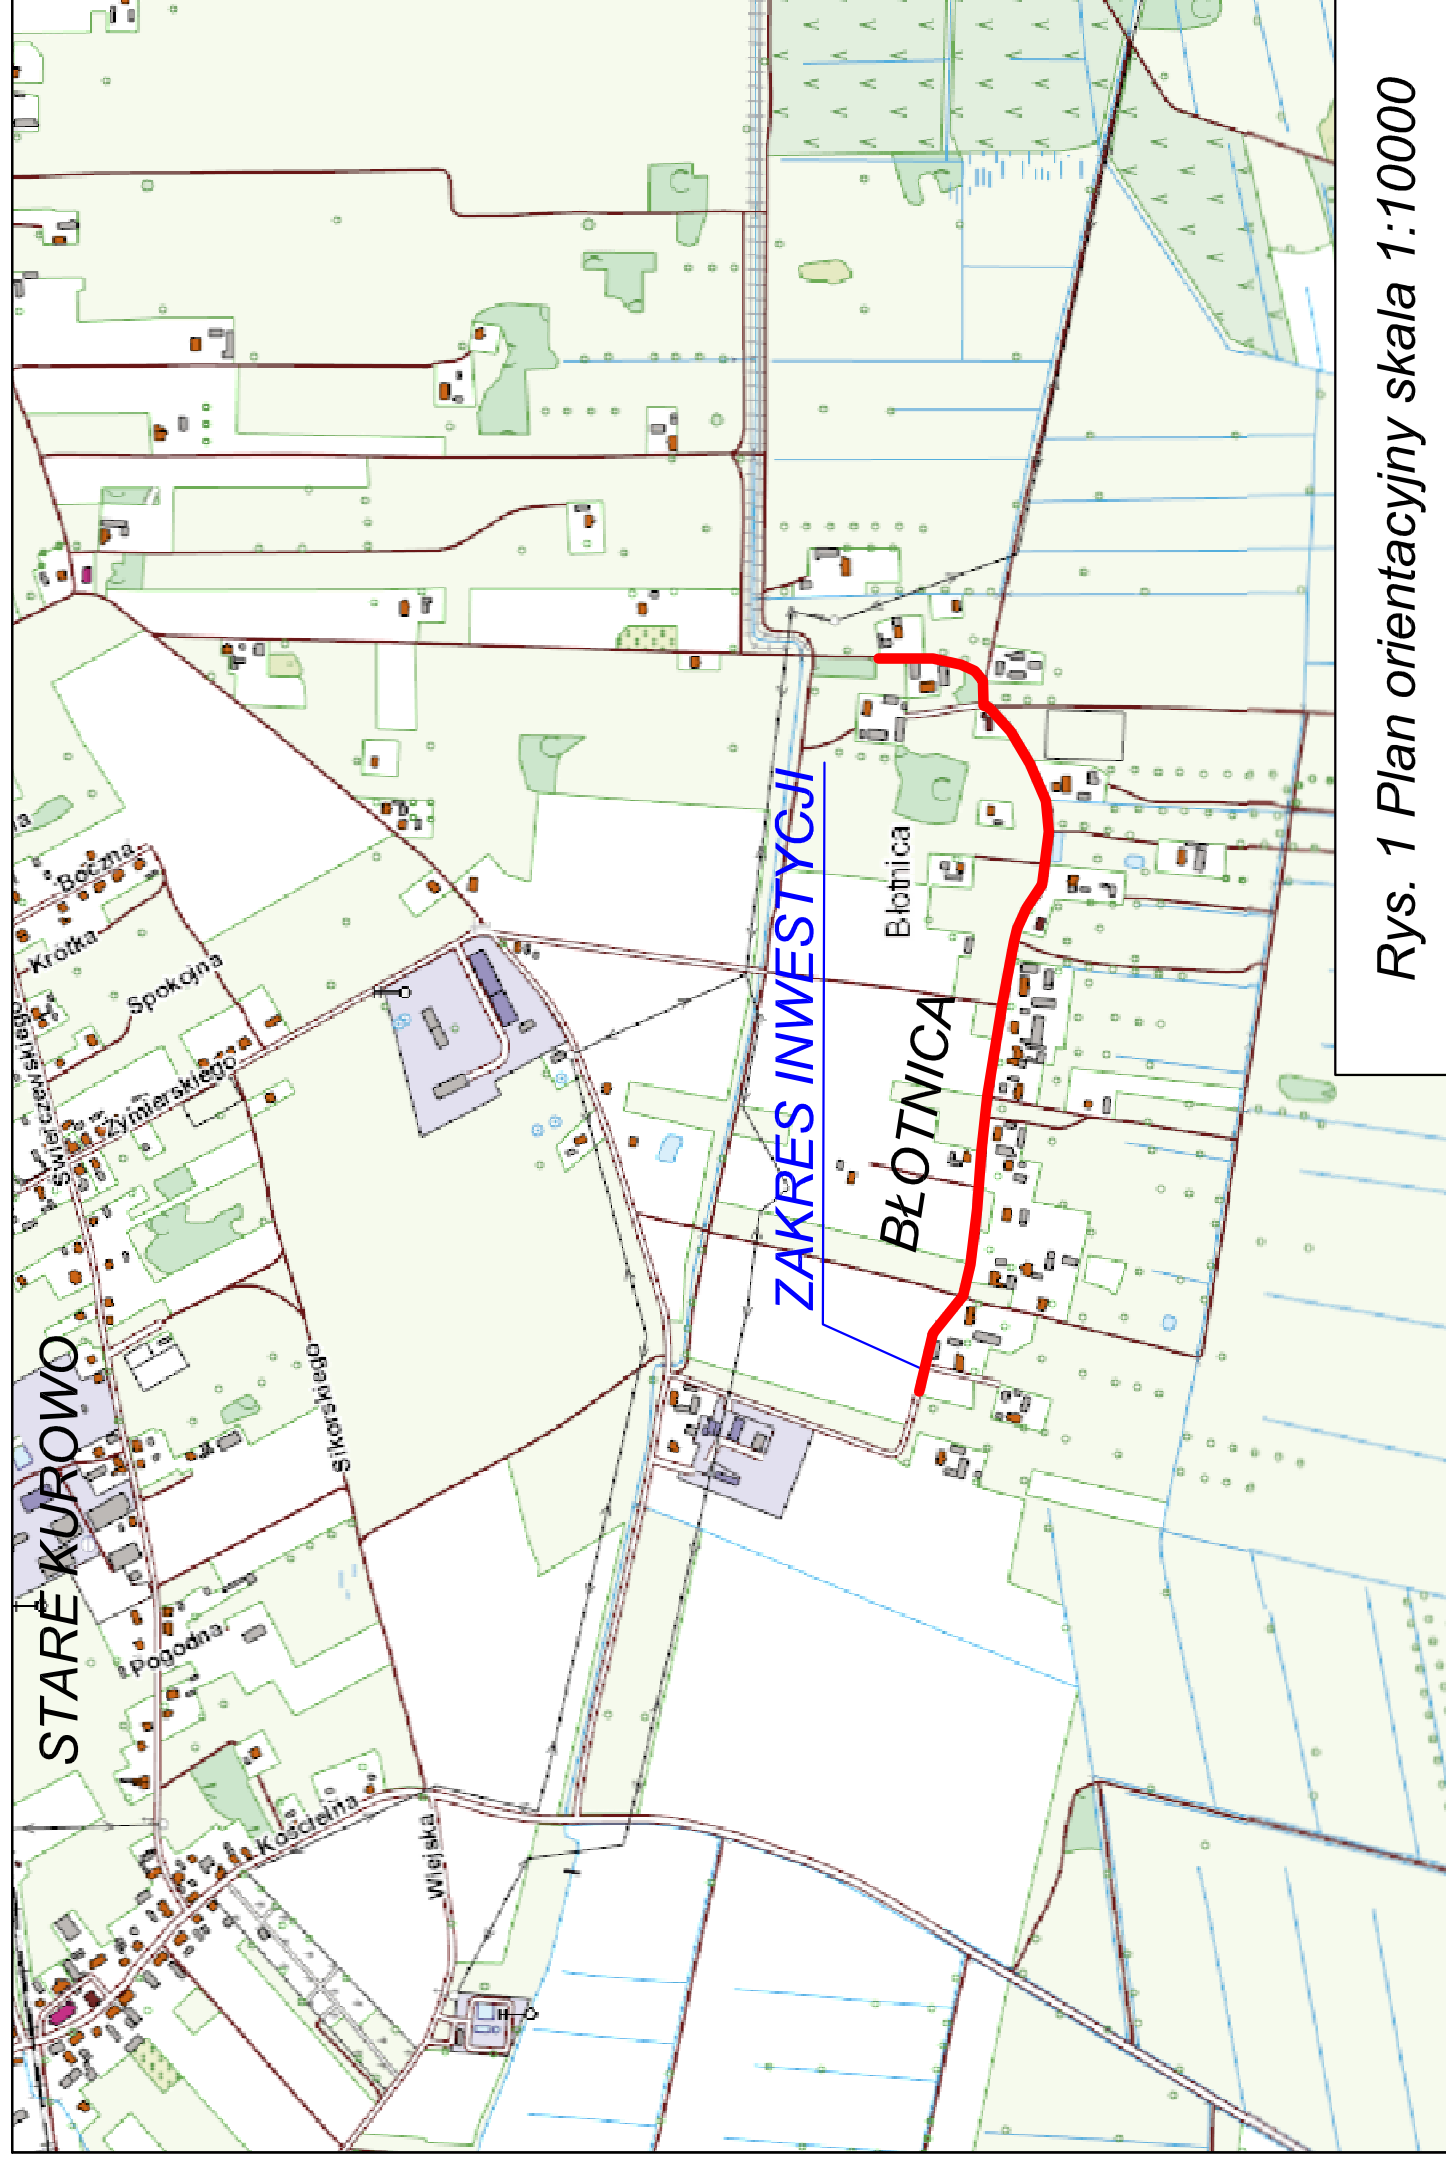 STARE KUROWO
Kościelna
Wiejska
Pogodna
Sikorskiego
Świerczewskiego
Żymierskiego
Spokojna
Krótka
Boczna
ZAKRES INWESTYCJI
BŁOTNICA
Błotnica
Rys. 1 Plan orientacyjny skala 1:10000